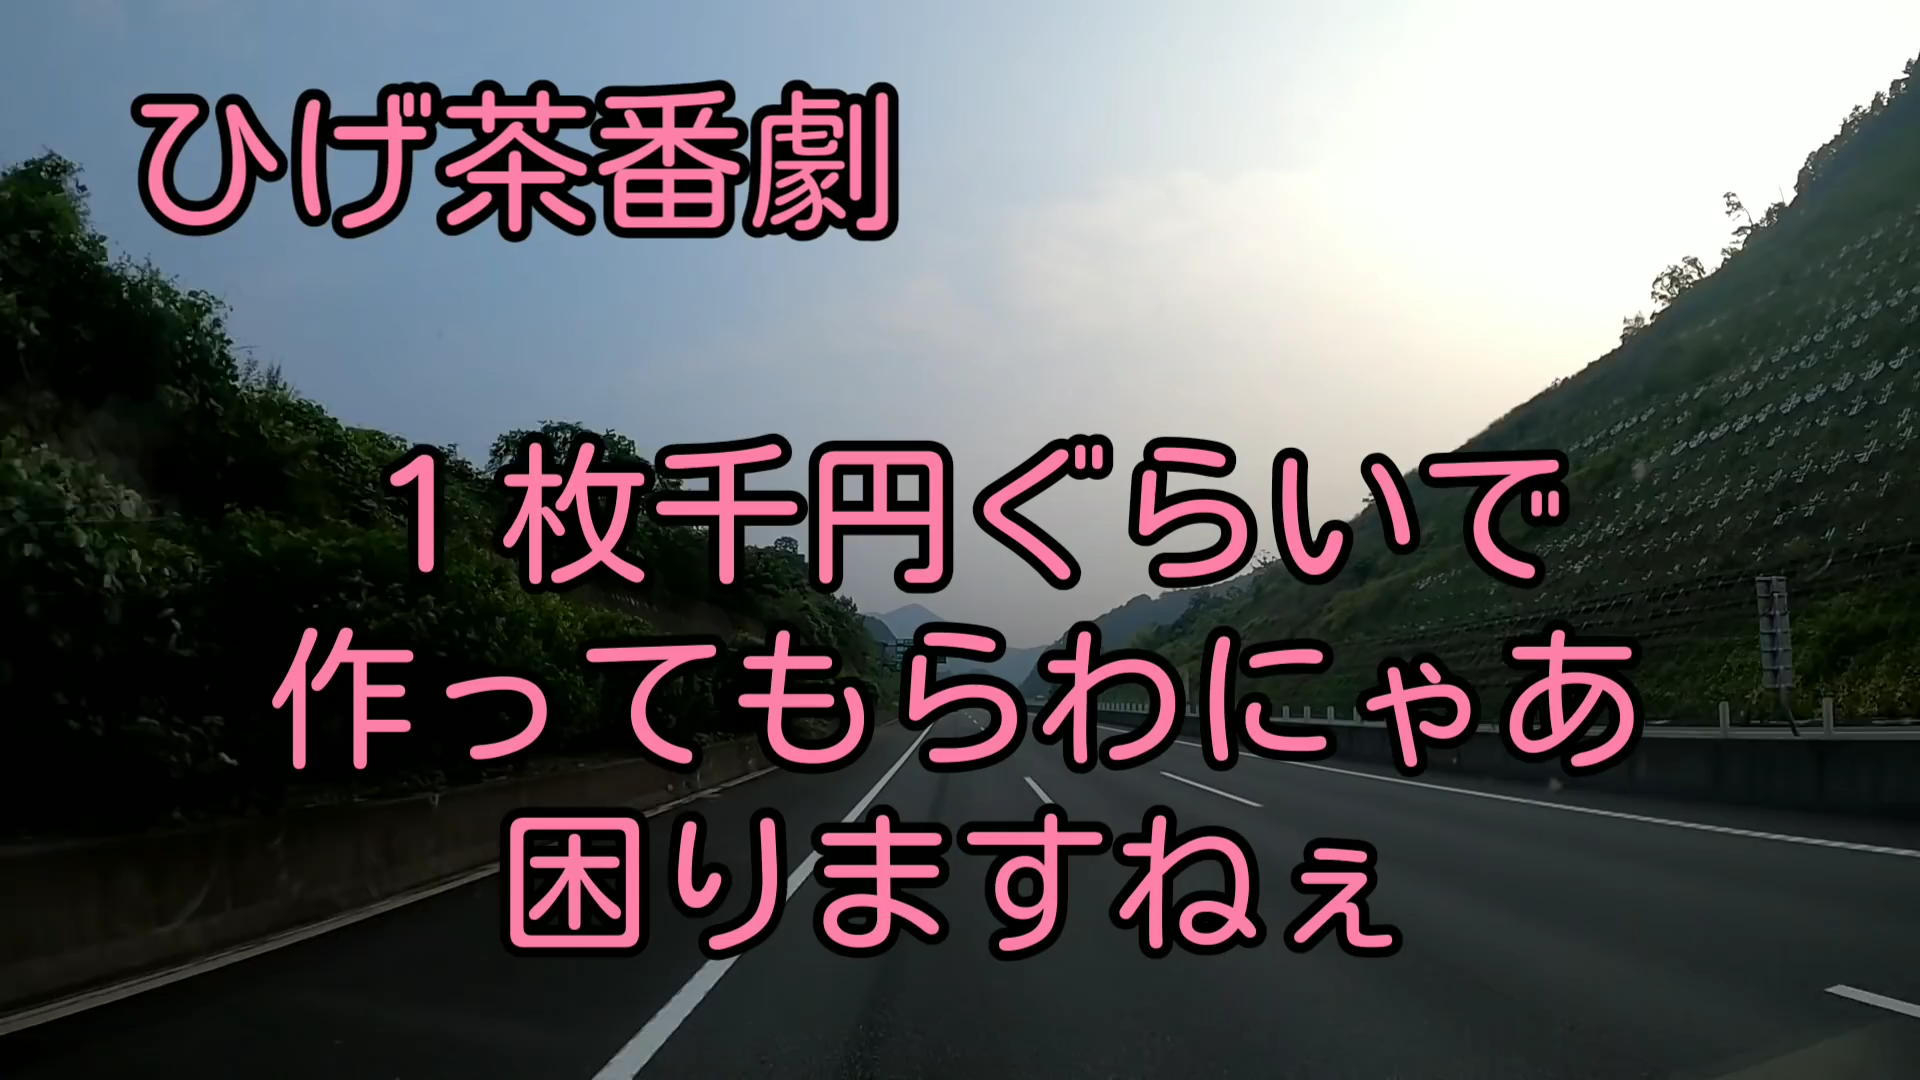 ひげ茶番劇
１枚千円ぐらいで
作ってもらわにゃあ
困りますねぇ